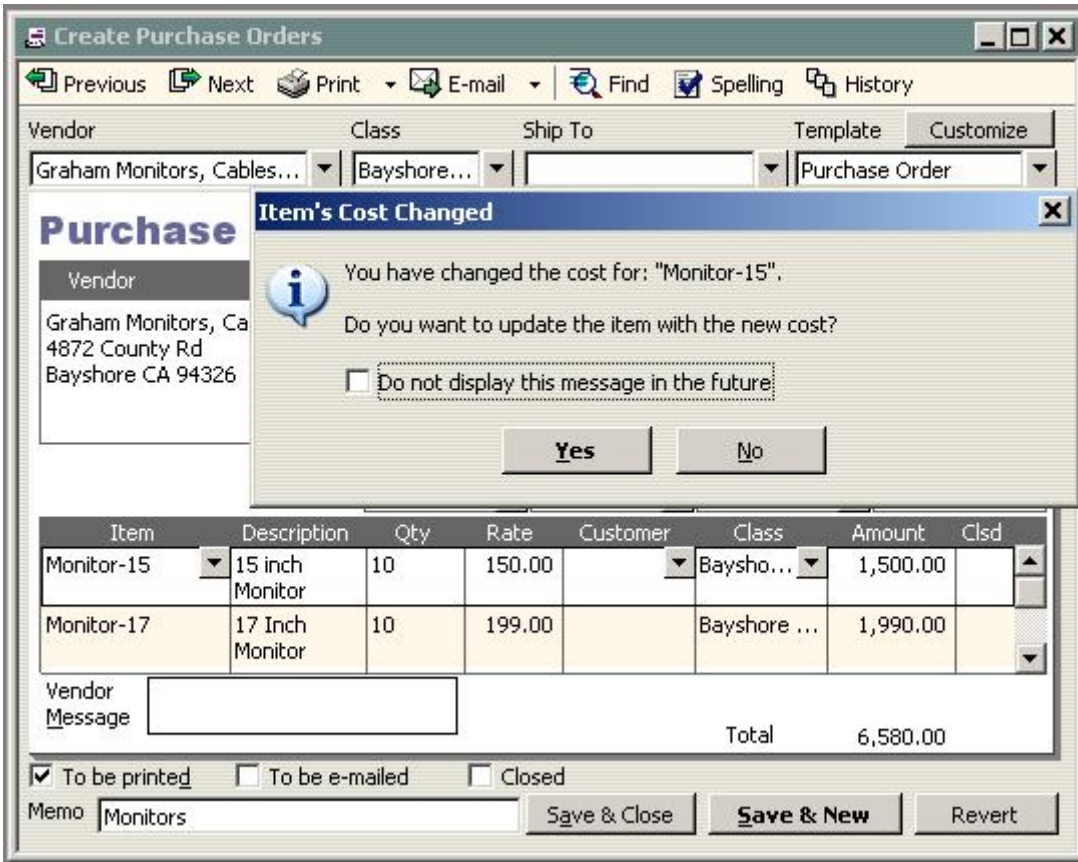 Create Purchase Orders
Previous Next Print E-mail Find Spelling History
Vendor Class Ship To Template Customize
Graham Monitors, Cables... Bayshore... Purchase Order
Item's Cost Changed
Purchase
You have changed the cost for: "Monitor-15".
Vendor
Do you want to update the item with the new cost?
Graham Monitors, Ca
4872 County Rd
Bayshore CA 94326
Do not display this message in the future
Yes No
Item Description Qty Rate Customer Class Amount Clsd
Monitor-15 15 inch 10 150.00 Baysho... 1,500.00
Monitor
Monitor-17 17 Inch 10 199.00 Bayshore ... 1,990.00
Monitor
Vendor
Message
Total 6,580.00
To be printed To be e-mailed Closed
Memo Monitors Save & Close Save & New Revert